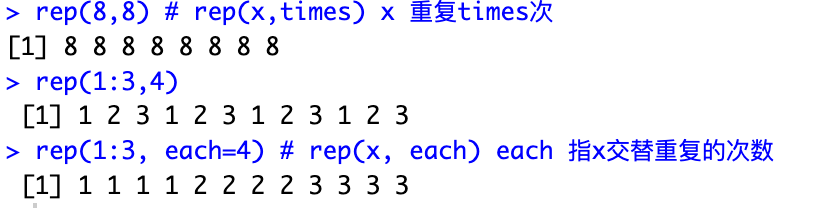 > rep(8,8) # rep(x,times) x 重复times次
[1] 8 8 8 8 8 8 8 8
> rep(1:3,4)
[1] 1 2 3 1 2 3 1 2 3 1 2 3
> rep(1:3, each=4) # rep(x, each) each 指x交替重复的次数
[1] 1 1 1 1 2 2 2 2 3 3 3 3